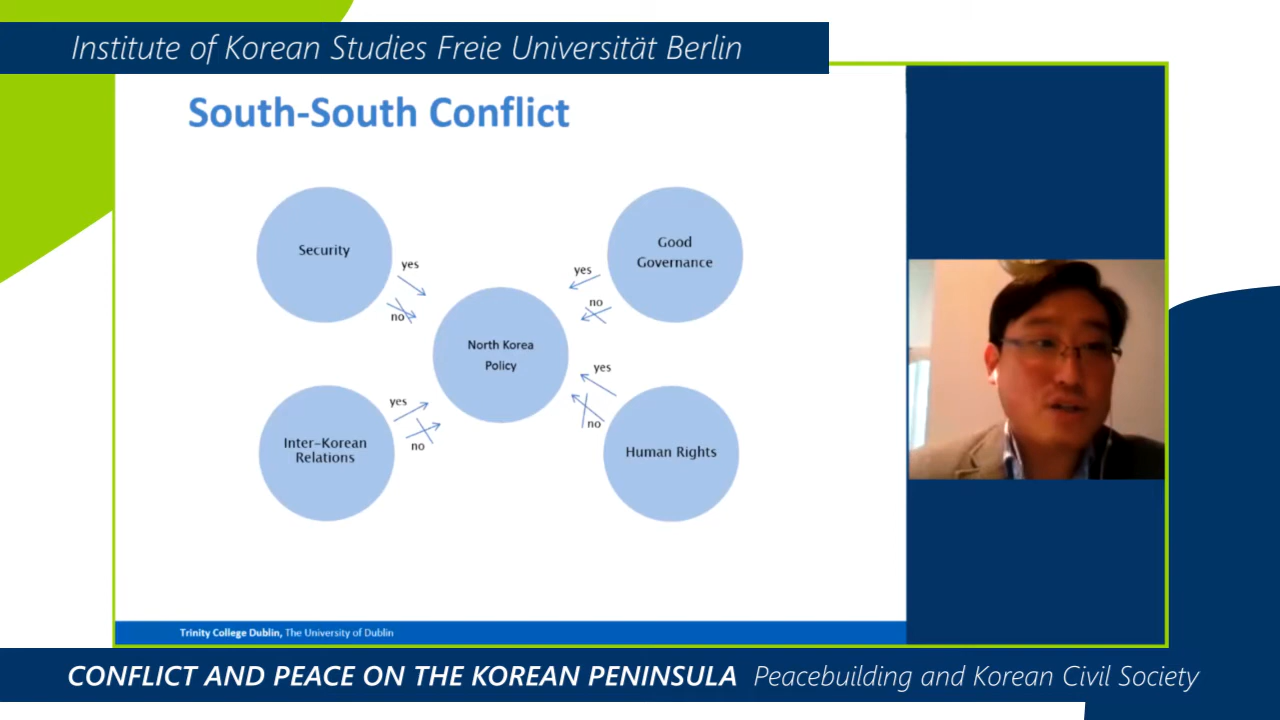 Institute of Korean Studies Freie Universität Berlin
South-South Conflict
Security
yes
no
Good
Governance
yes
no
North Korea
Policy
Inter-Korean
Relations
yes
no
yes
no
Human Rights
Trinity College Dublin, The University of Dublin
CONFLICT AND PEACE ON THE KOREAN PENINSULA Peacebuilding and Korean Civil Society